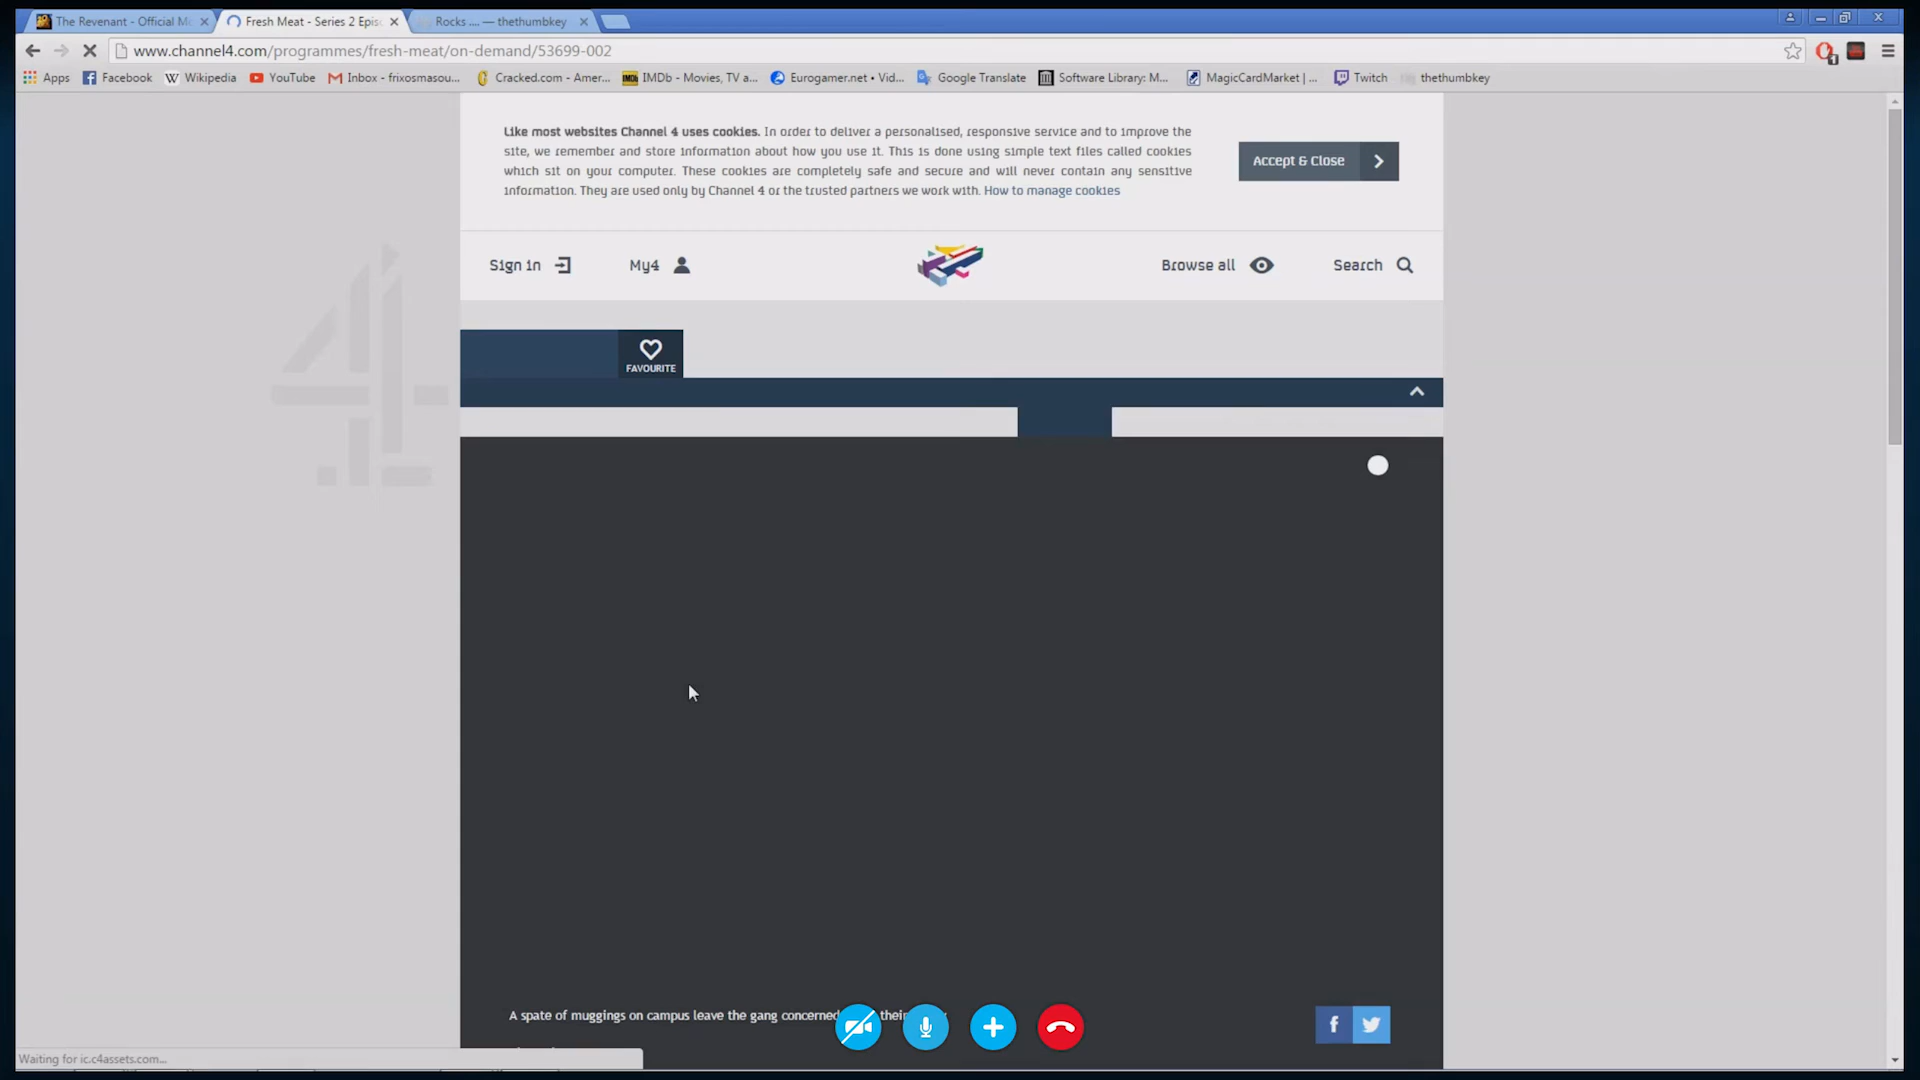 The Revenant - Official M
Fresh Meat - Series 2 Epis
Rocks .... — thethumbkey
www.channel4.com/programmes/fresh-meat/on-demand/53699-002
1
Apps Facebook Wikipedia YouTube Inbox - frixosmasou... Cracked.com - Amer... IMDb - Movies, TV a... Eurogamer.net • Vid... Google Translate Software Library: M... MagicCardMarket | ... Twitch thethumbkey
Like most websites Channel 4 uses cookies. In order to deliver a personalised, responsive service and to improve the
site, we remember and store information about how you use it. This is done using simple text files called cookies
which sit on your computer. These cookies are completely safe and secure and will never contain any sensitive
information. They are used only by Channel 4 or the trusted partners we work with. How to manage cookies
Accept & Close
Sign in
My4
Browse all
Search
FAVOURITE
A spate of muggings on campus leave the gang concerned their
Waiting for ic.c4assets.com...